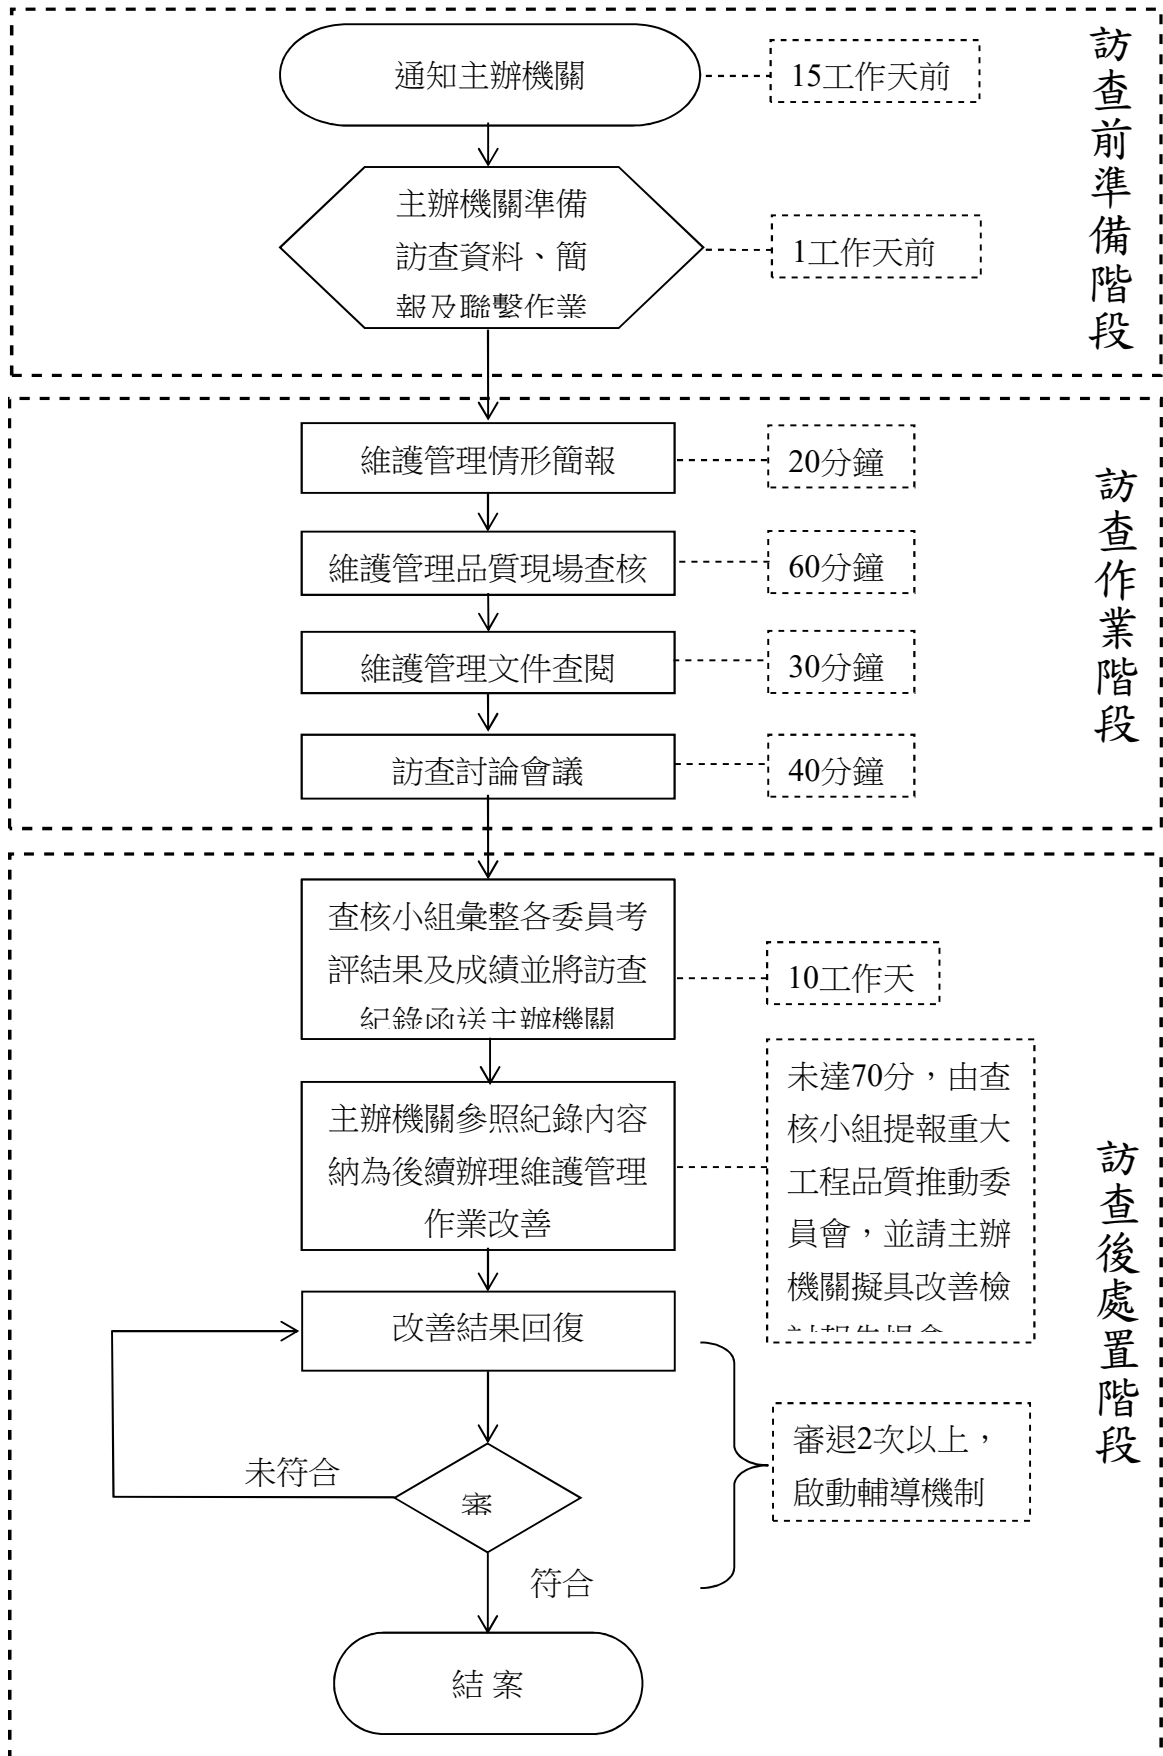 通知主辦機關
15工作天前
訪查前準備階段
主辦機關準備
訪查資料、簡
報及聯繫作業
1工作天前
維護管理情形簡報
20分鐘
訪查作業階段
維護管理品質現場查核
60分鐘
維護管理文件查閱
30分鐘
訪查討論會議
40分鐘
查核小組彙整各委員考
評結果及成績並將訪查
紀錄函送主辦機關
10工作天
主辦機關參照紀錄內容
納為後續辦理維護管理
作業改善
未達70分，由查
核小組提報重大
工程品質推動委
員會，並請主辦
機關擬具改善檢
訪查後處置階段
改善結果回復
審退2次以上，
啟動輔導機制
未符合
審
符合
結 案